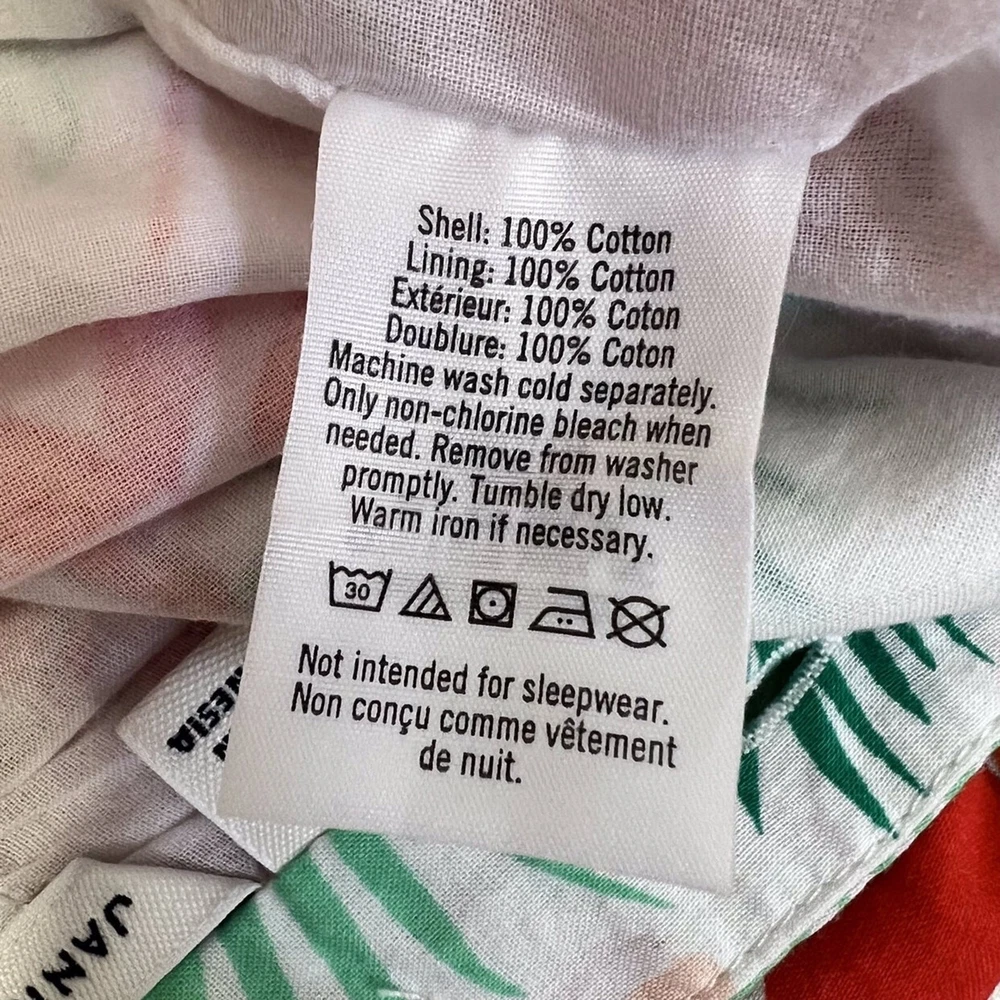 Shell: 100% Cotton
Lining: 100% Cotton
Extérieur: 100% Coton
Doublure: 100% Coton
Machine wash cold separately.
Only non-chlorine bleach when
needed. Remove from washer
promptly. Tumble dry low.
Warm iron if necessary.
30
Not intended for sleepwear.
Non conçu comme vêtement
de nuit.